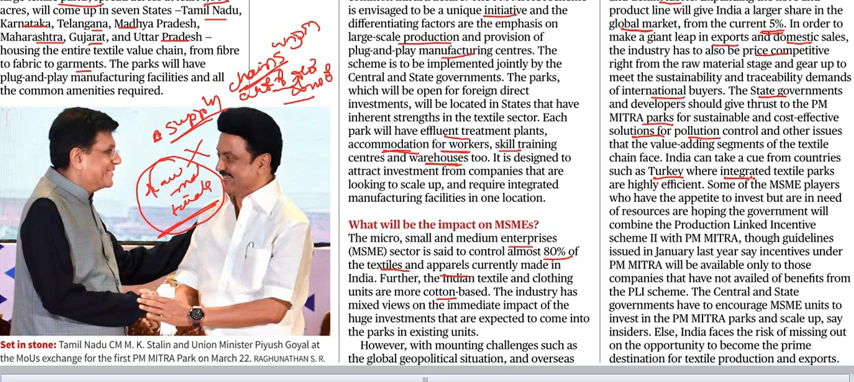 acres, will come up in seven States –Tamil Nadu,
Karnataka, Telangana, Madhya Pradesh,
Maharashtra, Gujarat, and Uttar Pradesh –
housing the entire textile value chain, from fibre
to fabric to garments. The parks will have
plug-and-play manufacturing facilities and all
the common amenities required.
supply
chains
Raw
Set in stone: Tamil Nadu CM M. K. Stalin and Union Minister Piyush Goyal at
the MoUs exchange for the first PM MITRA Park on March 22. RAGHUNATHAN S. R.
is envisaged to be a unique initiative and the
differentiating factors are the emphasis on
large-scale production and provision of
plug-and-play manufacturing centres. The
scheme is to be implemented jointly by the
Central and State governments. The parks,
which will be open for foreign direct
investments, will be located in States that have
inherent strengths in the textile sector. Each
park will have effluent treatment plants,
accommodation for workers, skill training
centres and warehouses too. It is designed to
attract investment from companies that are
looking to scale up, and require integrated
manufacturing facilities in one location.
What will be the impact on MSMEs?
The micro, small and medium enterprises
(MSME) sector is said to control almost 80% of
the textiles and apparels currently made in
India. Further, the Indian textile and clothing
units are more cotton-based. The industry has
mixed views on the immediate impact of the
huge investments that are expected to come into
the parks in existing units.
However, with mounting challenges such as
the global geopolitical situation, and overseas
product line will give India a larger share in the
global market, from the current 5%. In order to
make a giant leap in exports and domestic sales,
the industry has to also be price competitive
right from the raw material stage and gear up to
meet the sustainability and traceability demands
of international buyers. The State governments
and developers should give thrust to the PM
MITRA parks for sustainable and cost-effective
solutions for pollution control and other issues
that the value-adding segments of the textile
chain face. India can take a cue from countries
such as Turkey where integrated textile parks
are highly efficient. Some of the MSME players
who have the appetite to invest but are in need
of resources are hoping the government will
combine the Production Linked Incentive
scheme II with PM MITRA, though guidelines
issued in January last year say incentives under
PM MITRA will be available only to those
companies that have not availed of benefits from
the PLI scheme. The Central and State
governments have to encourage MSME units to
invest in the PM MITRA parks and scale up, say
insiders. Else, India faces the risk of missing out
on the opportunity to become the prime
destination for textile production and exports.